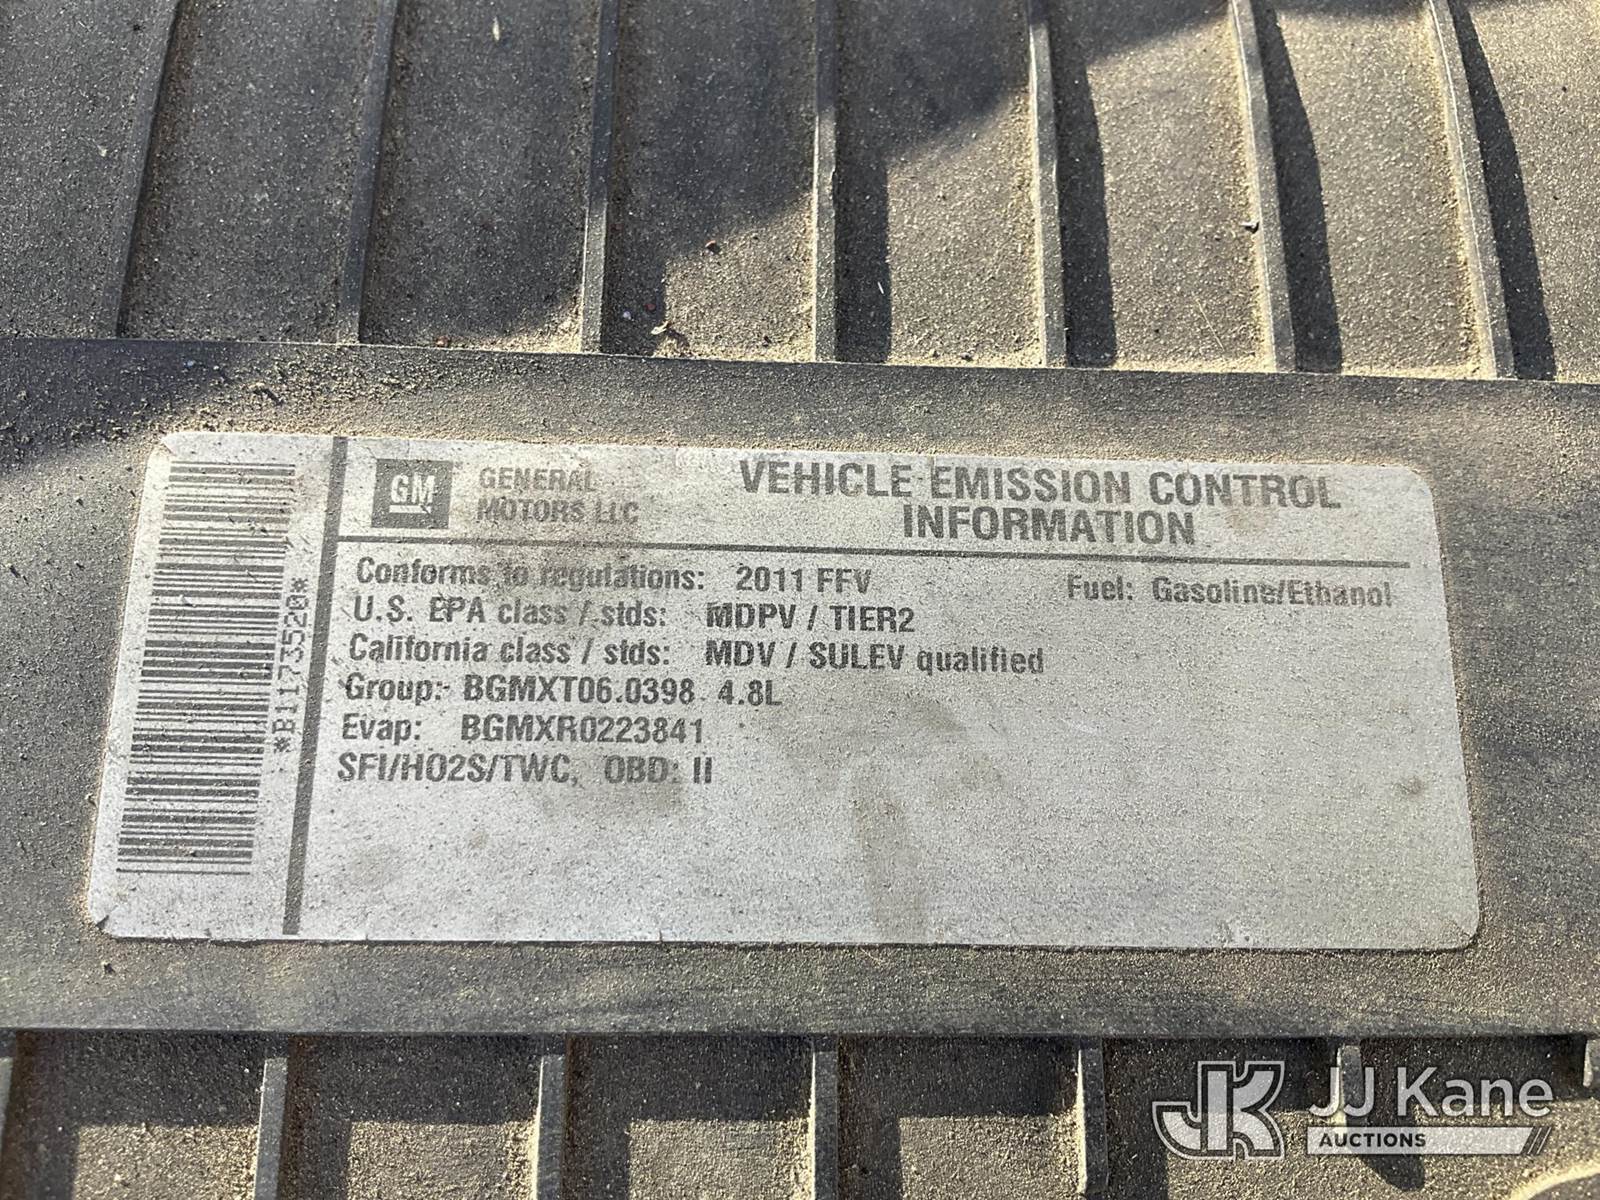 *B1173520*
GM
GENERAL
MOTORS LLC
VEHICLE EMISSION CONTROL
INFORMATION
Conforms to regulations: 2011 FFV Fuel: Gasoline/Ethanol
U.S. EPA class / stds: MDPV / TIER2
California class / stds: MDV / SULEV qualified
Group: BGMXT06.0398 4.8L
Evap: BGMXR0223841
SFI/HO2S/TWC, OBD: II
JK JJ Kane
AUCTIONS